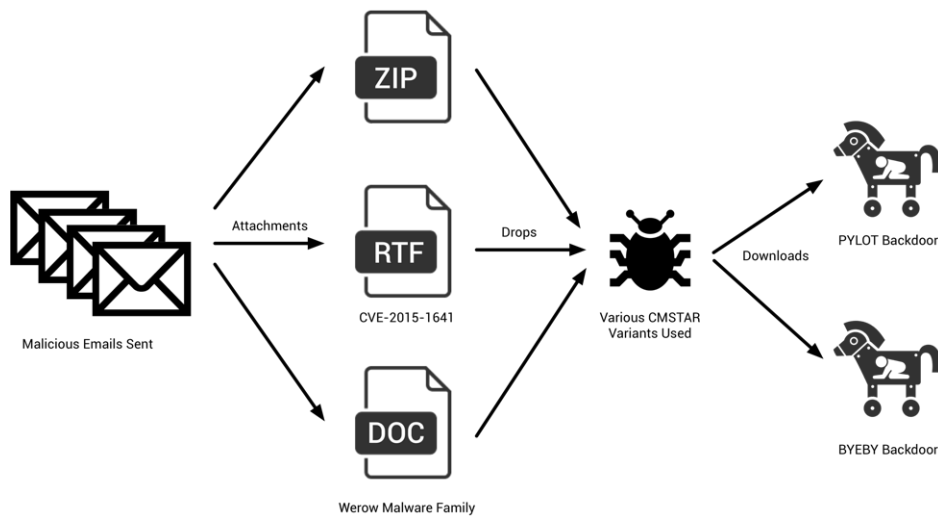 ZIP
Attachments
RTF
CVE-2015-1641
DOC
Werow Malware Family
Malicious Emails Sent
Drops
Various CMSTAR
Variants Used
Downloads
PYLOT Backdoor
BYEBY Backdoor